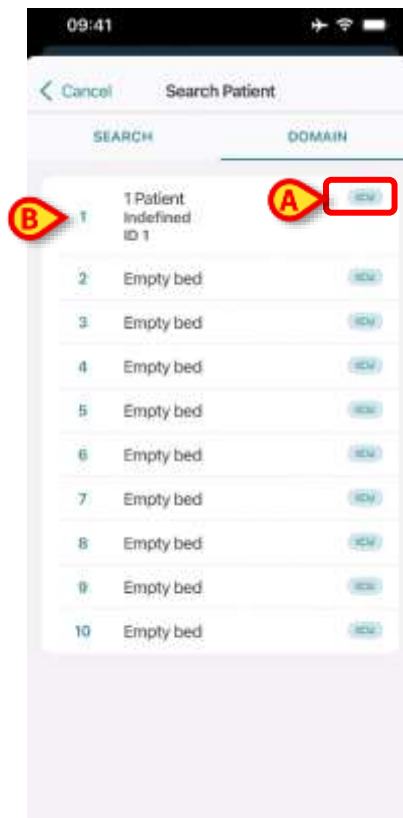 09:41
Cancel Search Patient
SEARCH DOMAIN
A
B
1 1 Patient
Indefined
ID 1
2 Empty bed
3 Empty bed
4 Empty bed
5 Empty bed
6 Empty bed
7 Empty bed
8 Empty bed
9 Empty bed
10 Empty bed